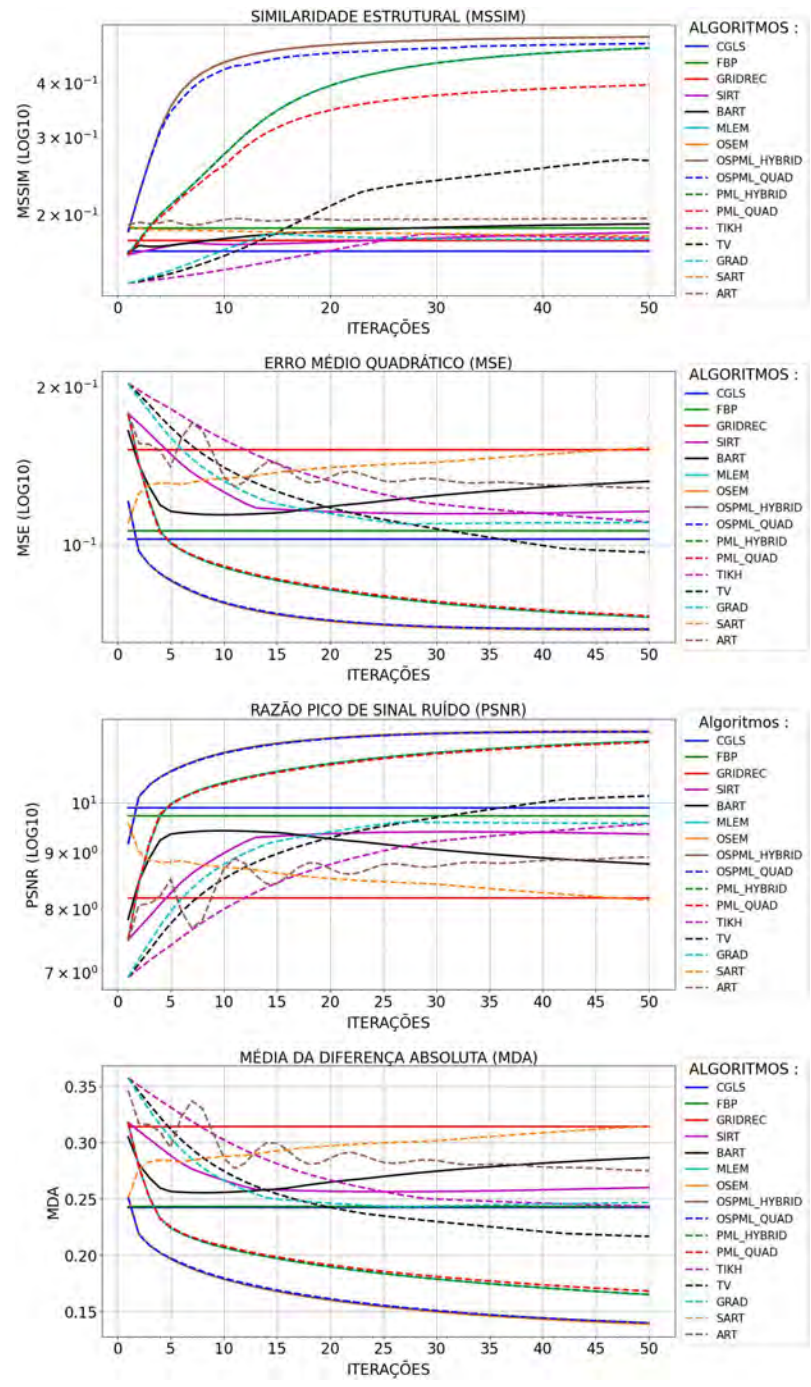 SIMILARIDADE ESTRUTURAL (MSSIM)
MSSIM (LOG10)
4 × 10⁻¹
3 × 10⁻¹
2 × 10⁻¹
0 5 10 15 20 25 30 35 40 45 50
ITERAÇÕES
ALGORITMOS :
CGLS
FBP
GRIDREC
SIRT
BART
MLEM
OSEM
OSPML_HYBRID
OSPML_QUAD
PML_HYBRID
PML_QUAD
TIKH
TV
GRAD
SART
ART
ERRO MÉDIO QUADRÁTICO (MSE)
MSE (LOG10)
2 × 10⁻¹
10⁻¹
0 5 10 15 20 25 30 35 40 45 50
ITERAÇÕES
ALGORITMOS :
CGLS
FBP
GRIDREC
SIRT
BART
MLEM
OSEM
OSPML_HYBRID
OSPML_QUAD
PML_HYBRID
PML_QUAD
TIKH
TV
GRAD
SART
ART
RAZÃO PICO DE SINAL RUÍDO (PSNR)
PSNR (LOG10)
10¹
9 × 10⁰
8 × 10⁰
7 × 10⁰
0 5 10 15 20 25 30 35 40 45 50
ITERAÇÕES
Algoritmos :
CGLS
FBP
GRIDREC
SIRT
BART
MLEM
OSEM
OSPML_HYBRID
OSPML_QUAD
PML_HYBRID
PML_QUAD
TIKH
TV
GRAD
SART
ART
MÉDIA DA DIFERENÇA ABSOLUTA (MDA)
MDA
0.35
0.30
0.25
0.20
0.15
0 5 10 15 20 25 30 35 40 45 50
ITERAÇÕES
ALGORITMOS :
CGLS
FBP
GRIDREC
SIRT
BART
MLEM
OSEM
OSPML_HYBRID
OSPML_QUAD
PML_HYBRID
PML_QUAD
TIKH
TV
GRAD
SART
ART